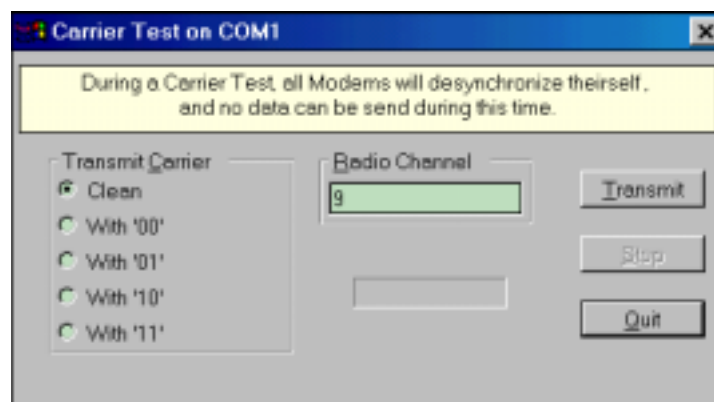 Carrier Test on COM1
During a Carrier Test, all Modems will desynchronize theirself,
and no data can be send during this time.
Transmit Carrier
Clean
With '00'
With '01'
With '10'
With '11'
Radio Channel
9
Transmit
Stop
Quit